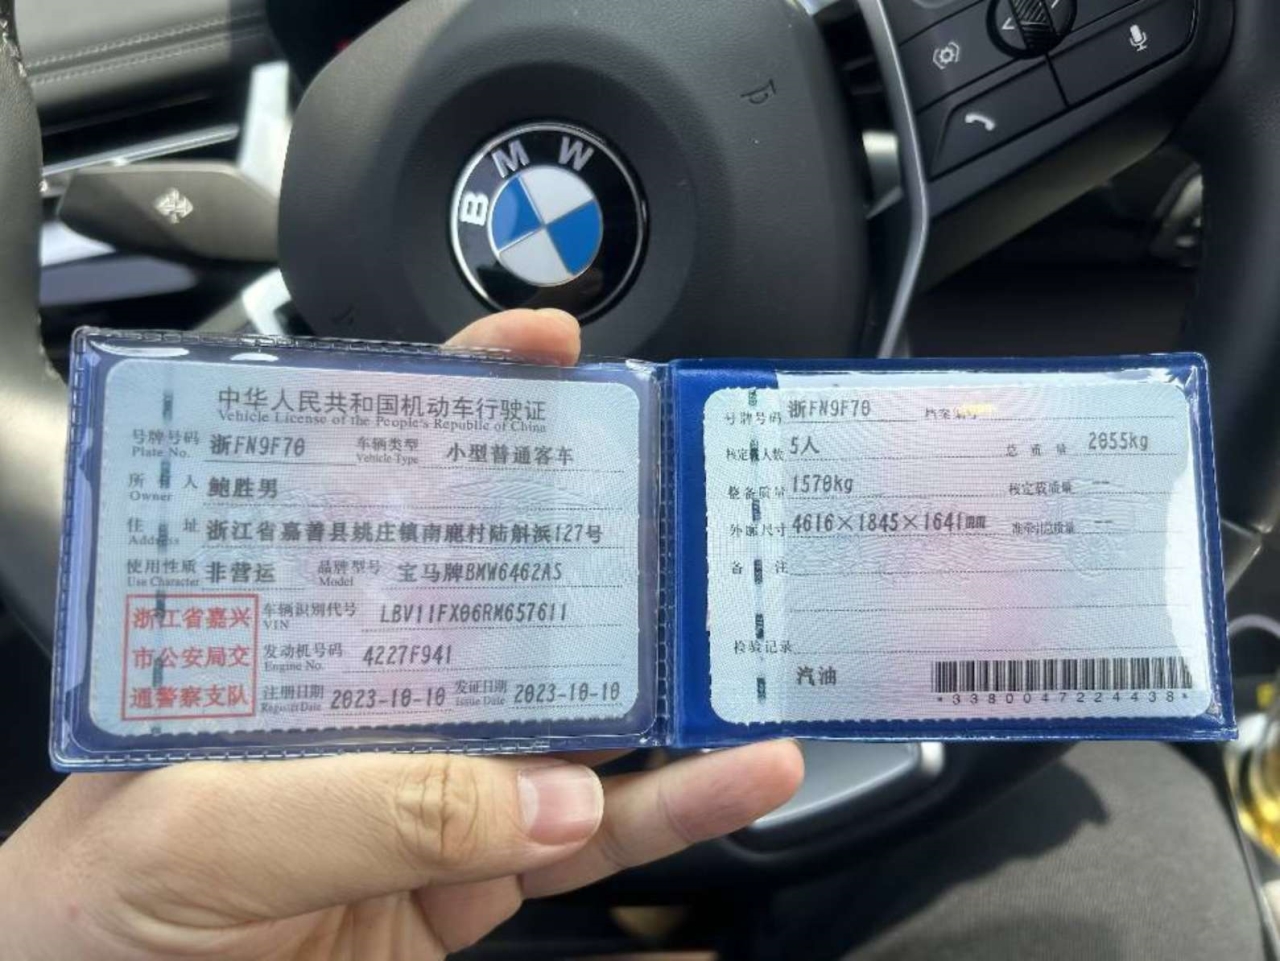 BMW
中华人民共和国机动车行驶证
Vehicle License of the People's Republic of China
号牌号码 浙FN9F70 车辆类型 小型普通客车
Plate No. Vehicle Type
所有人 鲍胜男
Owner
住址 浙江省嘉善县姚庄镇南鹿村陆斛浜127号
Address
使用性质 非营运 品牌型号 宝马牌BMW6462AS
Use Character Model
浙江省嘉兴
市公安局交
通警察支队
车辆识别代号 LBV11FX06RM657611
VIN
发动机号码 4227F941
Engine No.
注册日期 2023-10-10 发证日期 2023-10-10
Register Date Issue Date
号牌号码 浙FN9F70 档案编号
核定载人数 5人 总质量 2055kg
整备质量 1570kg 核定载质量 --
外廓尺寸 4616×1845×1641mm 准牵引总质量 --
备注
检验记录
汽油
*3380047224438*